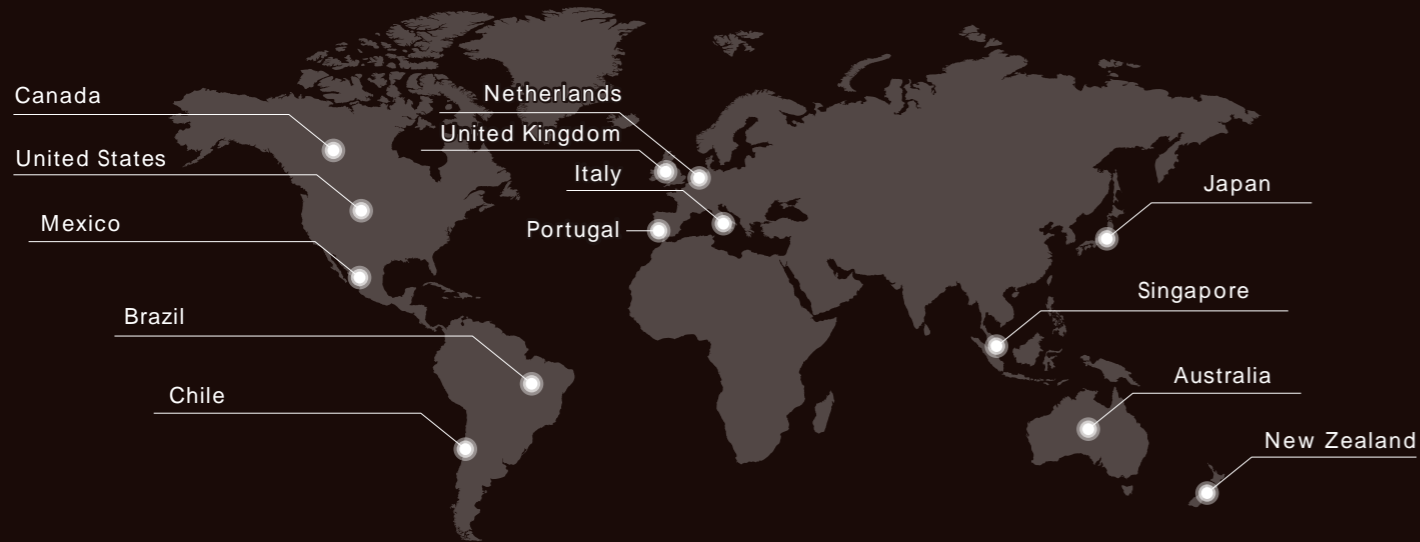 Canada
United States
Mexico
Brazil
Chile
Netherlands
United Kingdom
Italy
Portugal
Japan
Singapore
Australia
New Zealand